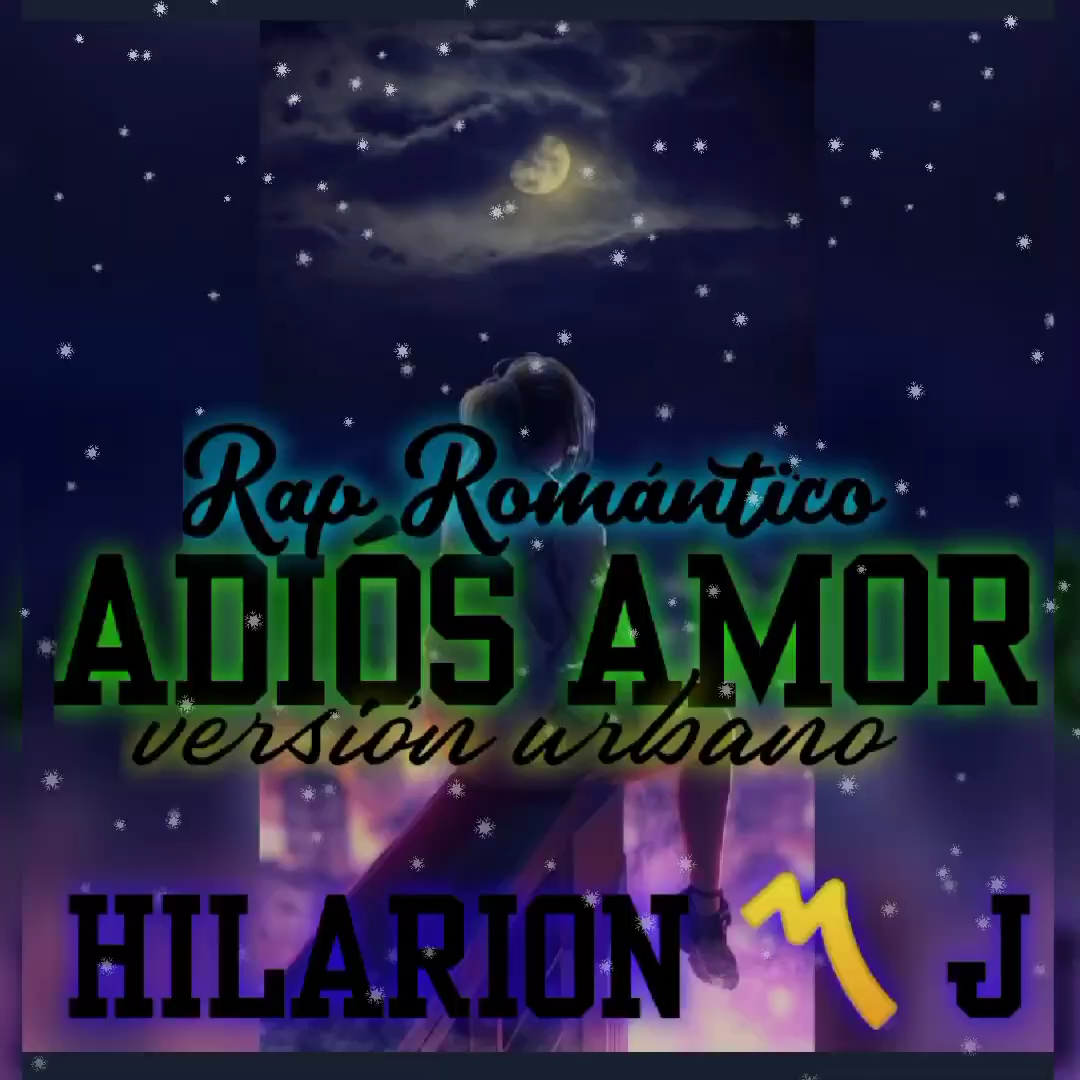 Rap Romántico
ADIÓS AMOR
versión urbano
HILARION 〽️ J